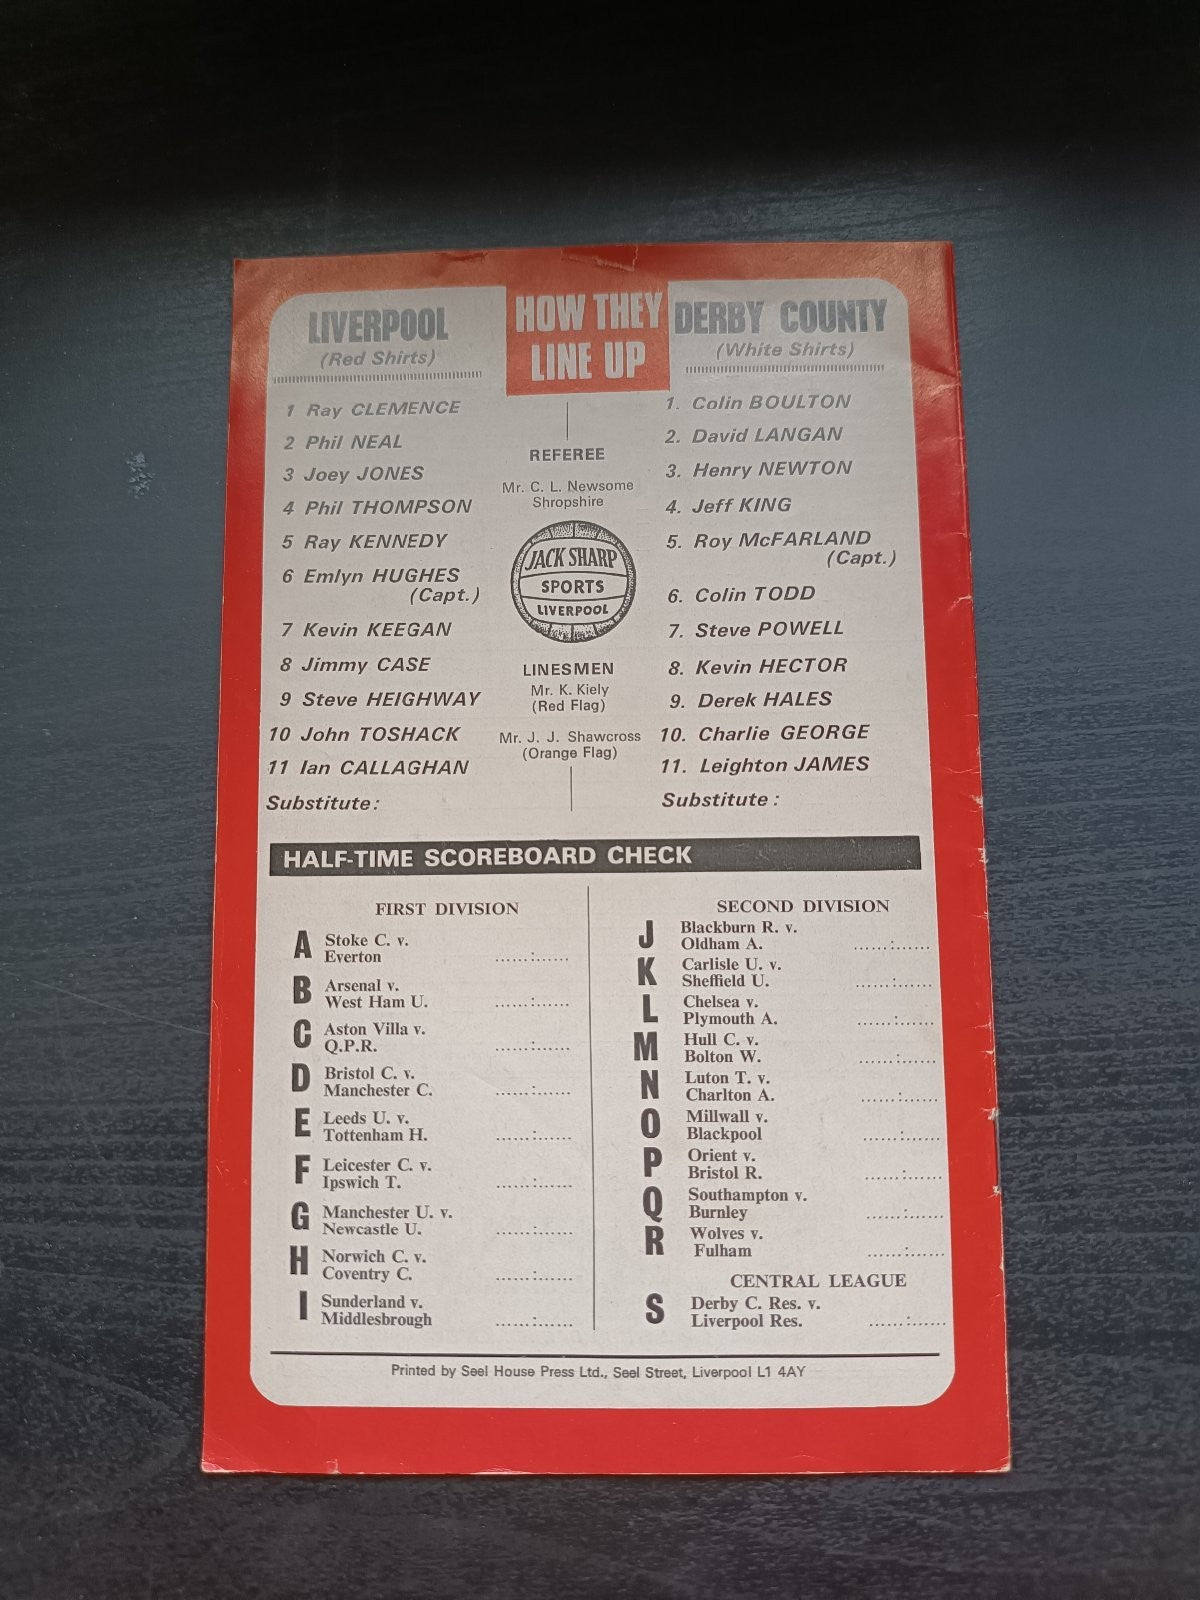 HOW THEY
LINE UP
LIVERPOOL
(Red Shirts)
1 Ray CLEMENCE
2 Phil NEAL
3 Joey JONES
4 Phil THOMPSON
5 Ray KENNEDY
6 Emlyn HUGHES
(Capt.)
7 Kevin KEEGAN
8 Jimmy CASE
9 Steve HEIGHWAY
10 John TOSHACK
11 Ian CALLAGHAN
Substitute:
REFEREE
Mr. C. L. Newsome
Shropshire
JACK SHARP
SPORTS
LIVERPOOL
LINESMEN
Mr. K. Kiely
(Red Flag)
Mr. J. J. Shawcross
(Orange Flag)
DERBY COUNTY
(White Shirts)
1. Colin BOULTON
2. David LANGAN
3. Henry NEWTON
4. Jeff KING
5. Roy McFARLAND
(Capt.)
6. Colin TODD
7. Steve POWELL
8. Kevin HECTOR
9. Derek HALES
10. Charlie GEORGE
11. Leighton JAMES
Substitute:
HALF-TIME SCOREBOARD CHECK
FIRST DIVISION
A Stoke C. v.
Everton ......:......
B Arsenal v.
West Ham U. ......:......
C Aston Villa v.
Q.P.R. ......:......
D Bristol C. v.
Manchester C. ......:......
E Leeds U. v.
Tottenham H. ......:......
F Leicester C. v.
Ipswich T. ......:......
G Manchester U. v.
Newcastle U. ......:......
H Norwich C. v.
Coventry C. ......:......
I Sunderland v.
Middlesbrough ......:......
SECOND DIVISION
J Blackburn R. v.
Oldham A. ......:......
K Carlisle U. v.
Sheffield U. ......:......
L Chelsea v.
Plymouth A. ......:......
M Hull C. v.
Bolton W. ......:......
N Luton T. v.
Charlton A. ......:......
O Millwall v.
Blackpool ......:......
P Orient v.
Bristol R. ......:......
Q Southampton v.
Burnley ......:......
R Wolves v.
Fulham ......:......
CENTRAL LEAGUE
S Derby C. Res. v.
Liverpool Res. ......:......
Printed by Seel House Press Ltd., Seel Street, Liverpool L1 4AY